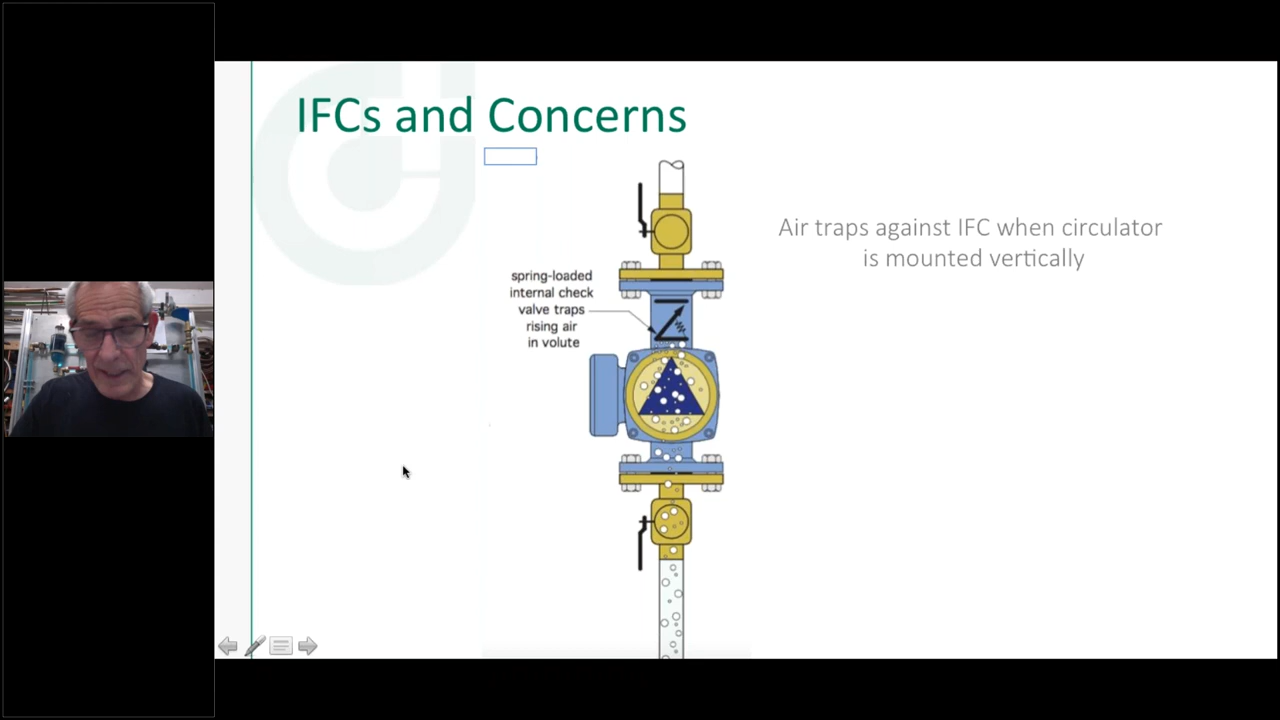 IFCs and Concerns
Air traps against IFC when circulator
is mounted vertically
spring-loaded
internal check
valve traps
rising air
in volute